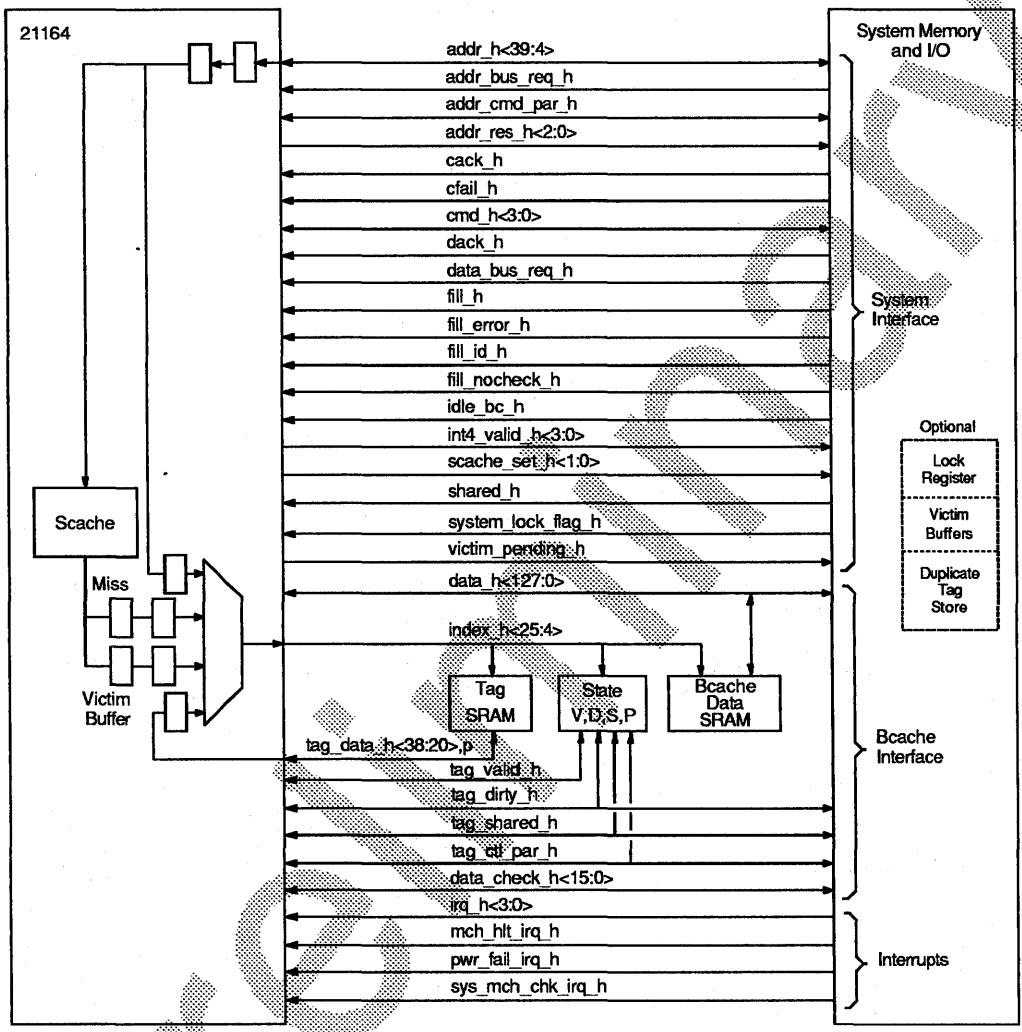 21164
System Memory
and I/O
addr_h<39:4>
addr_bus_req_h
addr_cmd_par_h
addr_res_h<2:0>
cack_h
cfail_h
cmd_h<3:0>
dack_h
data_bus_req_h
fill_h
System
Interface
fill_error_h
fill_id_h
fill_nocheck_h
idle_bc_h
Optional
int4_valid_h<3:0>
Lock
Register
scache_set_h<1:0>
shared_h
Scache
Victim
Buffers
system_lock_flag_h
victim_pending_h
Duplicate
Tag
Store
Miss
data_h<127:0>
index_h<25:4>
Victim
Buffer
Tag
SRAM
State
V,D,S,P
Bcache
Data
SRAM
Bcache
Interface
tag_data_h<38:20>,p
tag_valid_h
tag_dirty_h
tag_shared_h
tag_ctl_par_h
data_check_h<15:0>
irq_h<3:0>
mch_hlt_irq_h
pwr_fail_irq_h
Interrupts
sys_mch_chk_irq_h